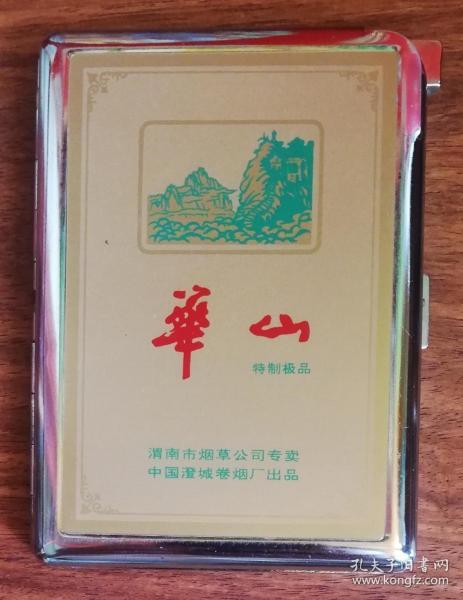 華山
特制极品
渭南市烟草公司专卖
中国澄城卷烟厂出品
孔夫子旧书网
www.kongfz.com